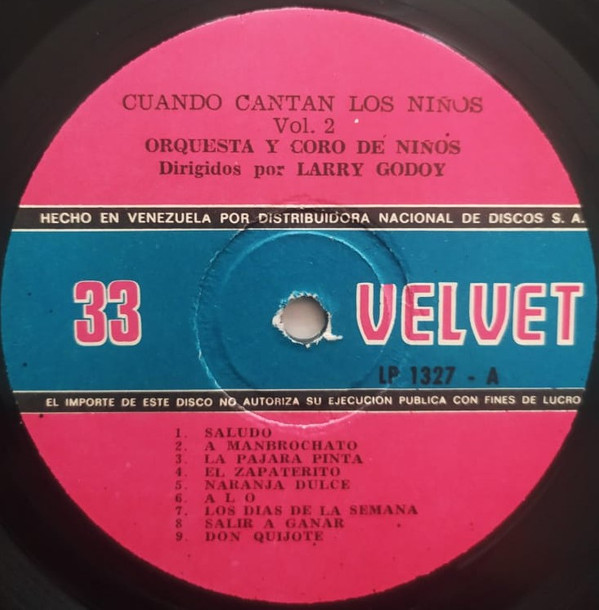 CUANDO CANTAN LOS NIÑOS
Vol. 2
ORQUESTA Y CORO DE NIÑOS
Dirigidos por LARRY GODOY
HECHO EN VENEZUELA POR DISTRIBUIDORA NACIONAL DE DISCOS S. A.
33 VELVET
LP 1327 - A
EL IMPORTE DE ESTE DISCO NO AUTORIZA SU EJECUCION PUBLICA CON FINES DE LUCRO
1. SALUDO
2. A MANBROCHATO
3. LA PAJARA PINTA
4. EL ZAPATERITO
5. NARANJA DULCE
6. A L O
7. LOS DIAS DE LA SEMANA
8 SALIR A GANAR
9. DON QUIJOTE